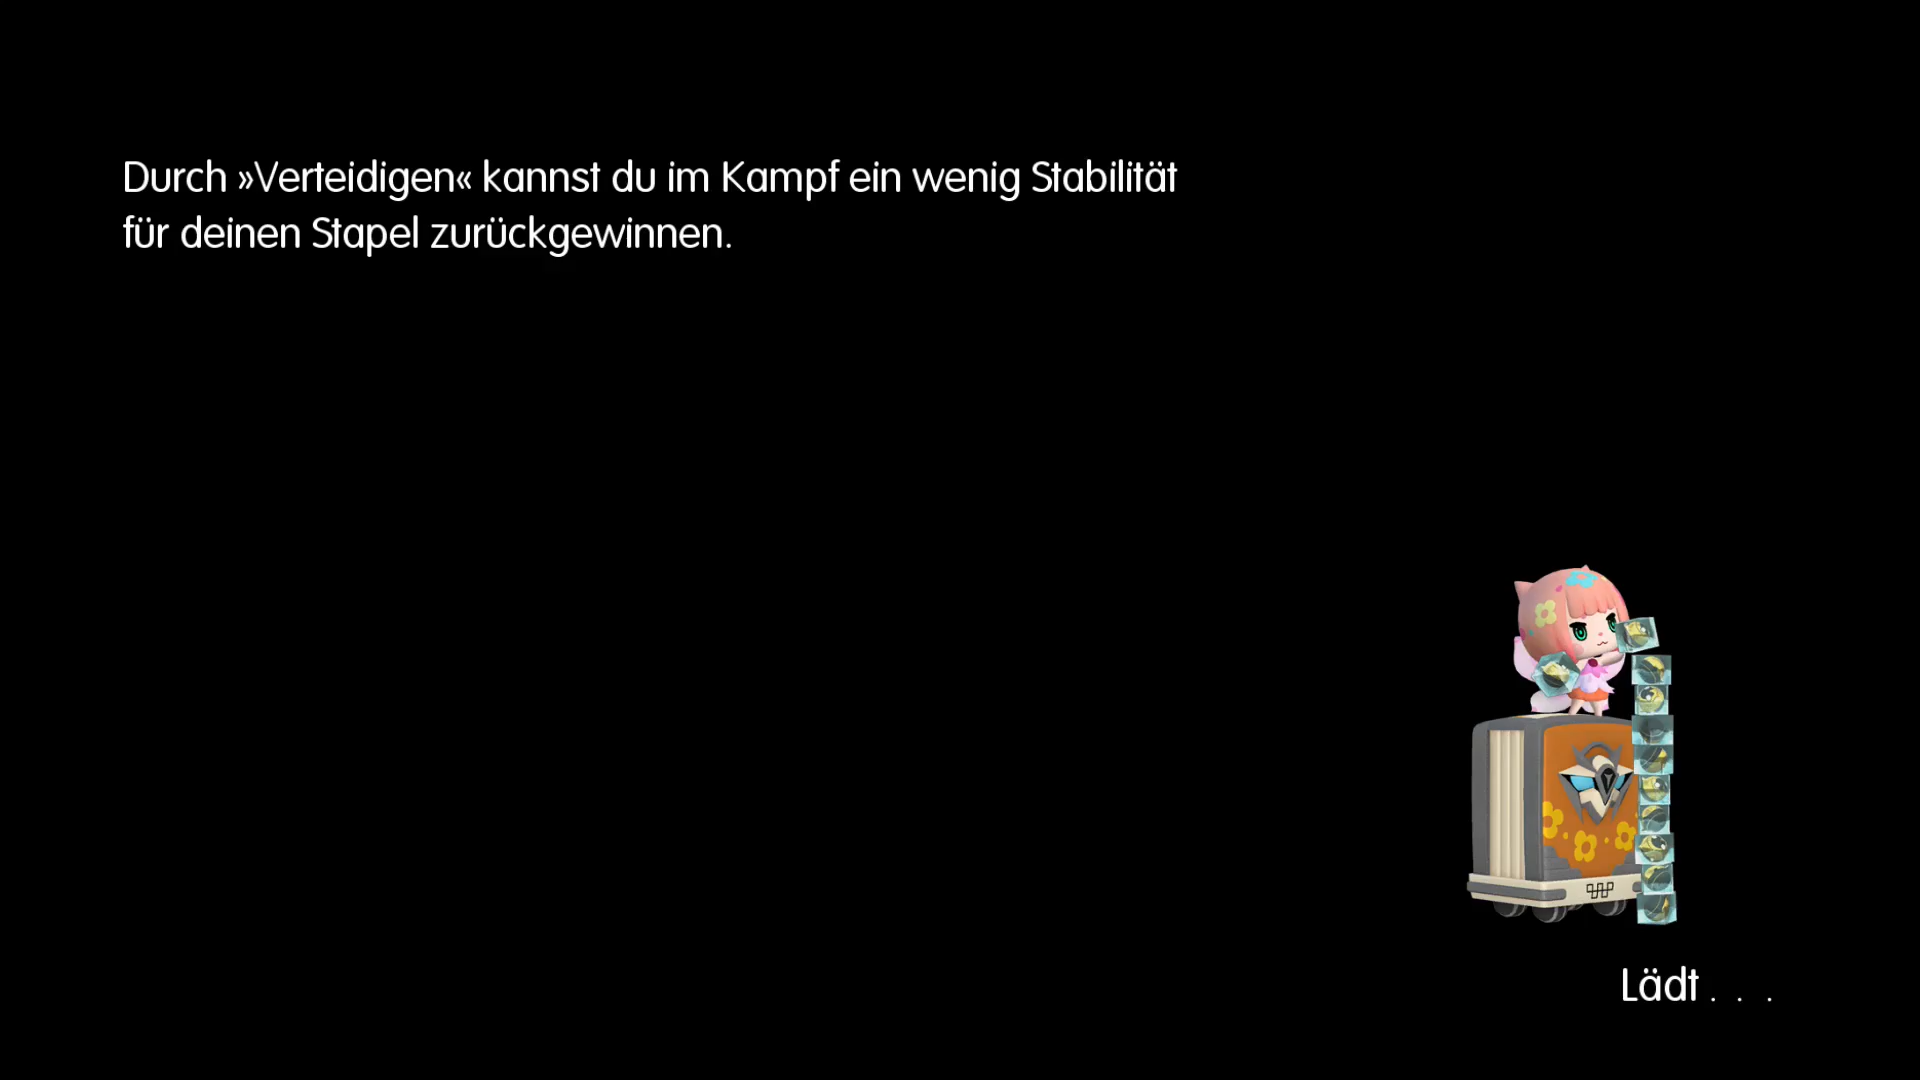 Durch »Verteidigen« kannst du im Kampf ein wenig Stabilität
für deinen Stapel zurückgewinnen.
Lädt . . .